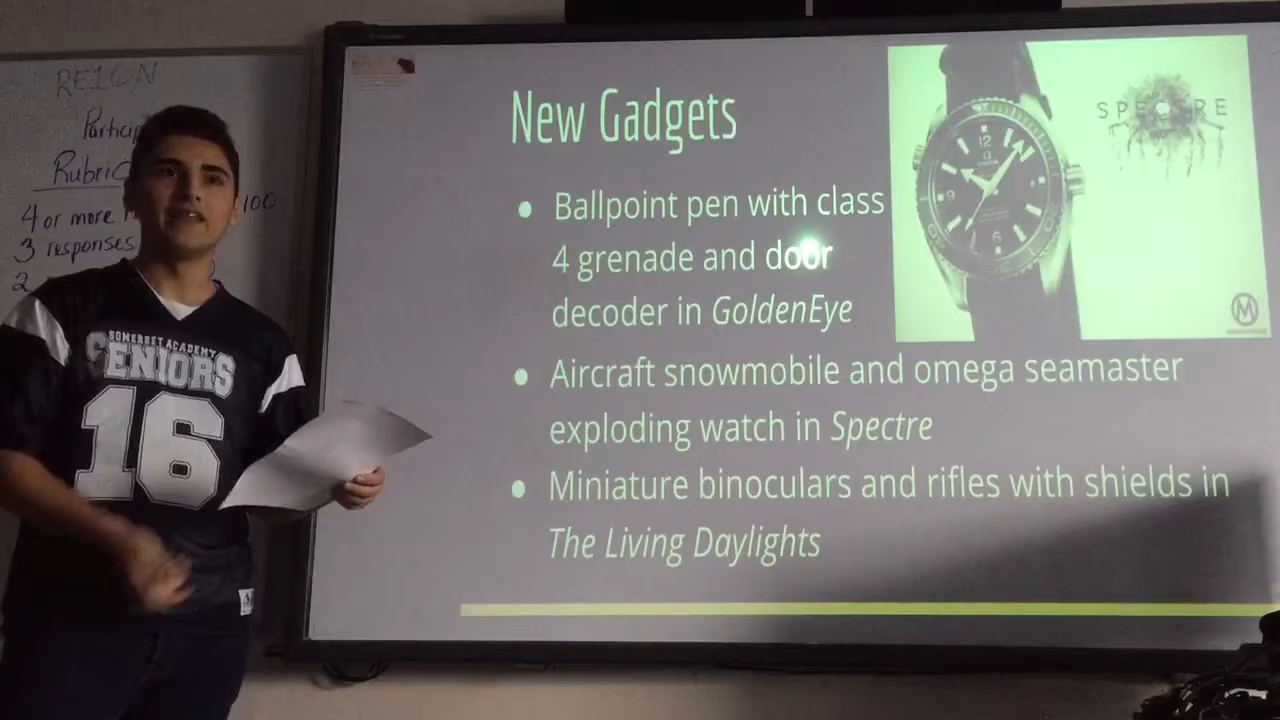 REIGN
Rubric
4 or more
100
3 responses
2
SOMERSET ACADEMY
SENIORS
16
New Gadgets
● Ballpoint pen with class
4 grenade and door
decoder in GoldenEye
● Aircraft snowmobile and omega seamaster
exploding watch in Spectre
● Miniature binoculars and rifles with shields in
The Living Daylights
SPECTRE
12
6
M